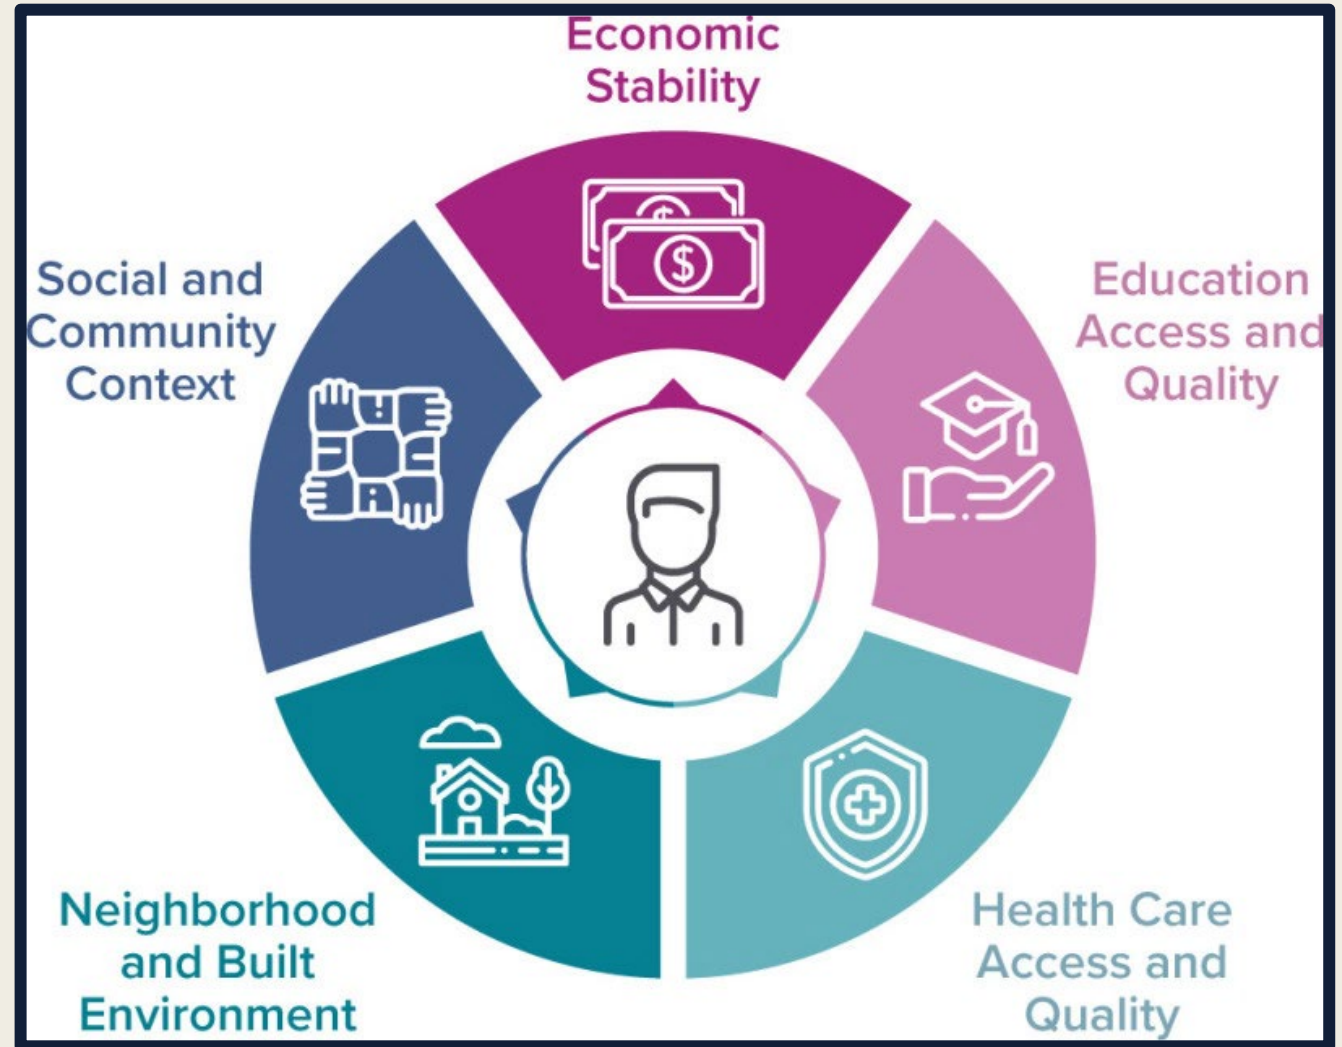 Economic
Stability
Social and
Community
Context
Education
Access and
Quality
$
$
Neighborhood
and Built
Environment
Health Care
Access and
Quality